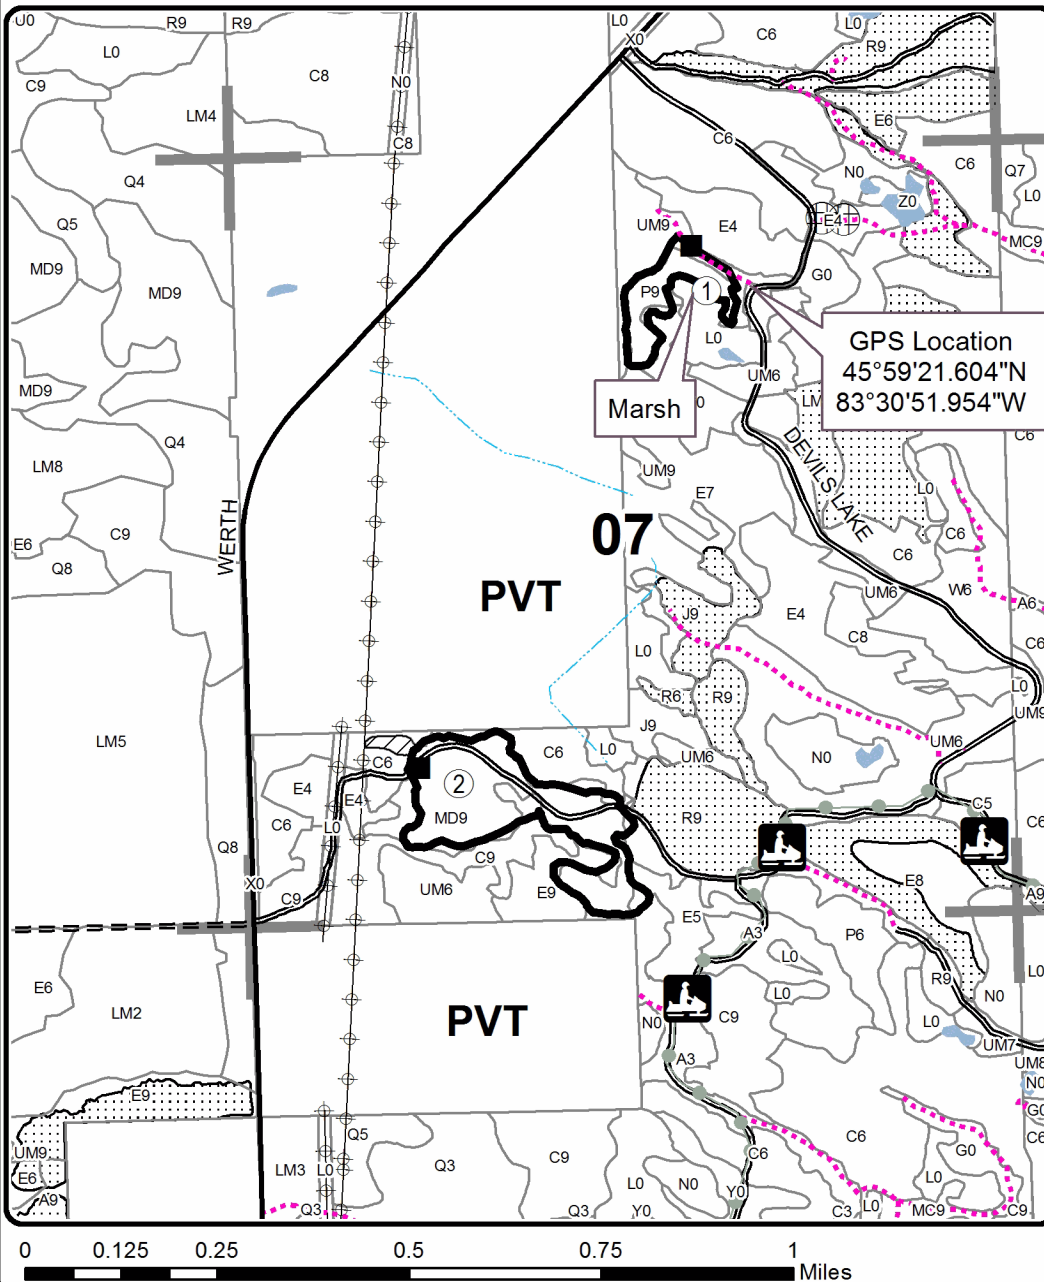 U0
R9
R9
L0
L0
X0
C6
L0
R9
C9
C8
N0
LM4
C8
C6
E6
C6
Q7
Q4
N0
Z0
L0
Q5
UM9
E4
E4
MC9
MD9
MD9
P9
1
G0
L0
GPS Location
45°59'21.604"N
83°30'51.954"W
UM6
MD9
Marsh
0
LM
Q4
C6
LM8
UM9
DEVILS LAKE
E7
L0
WERTH
C9
07
C6
C6
E6
Q8
UM6
W6
PVT
A6
J9
E4
C8
C6
L0
L0
R6
R9
UM9
J9
LM5
C6
L0
UM6
UM6
N0
C6
2
E4
E4
C5
MD9
R9
C6
L0
C6
Q8
C9
X0
C9
UM6
E9
E8
A9
E5
A3
P6
L0
E6
L0
R9
L0
N0
LM2
PVT
N0
C9
L0
UM7
A3
UM8
E9
N0
G0
Q5
C6
C6
UM9
LM3
L0
Q3
C9
C6
G0
E6
L0
N0
Y0
L0
A9
Q3
Q3
Y0
C3
L0
MC9
C9
0
0.125
0.25
0.5
0.75
1
Miles